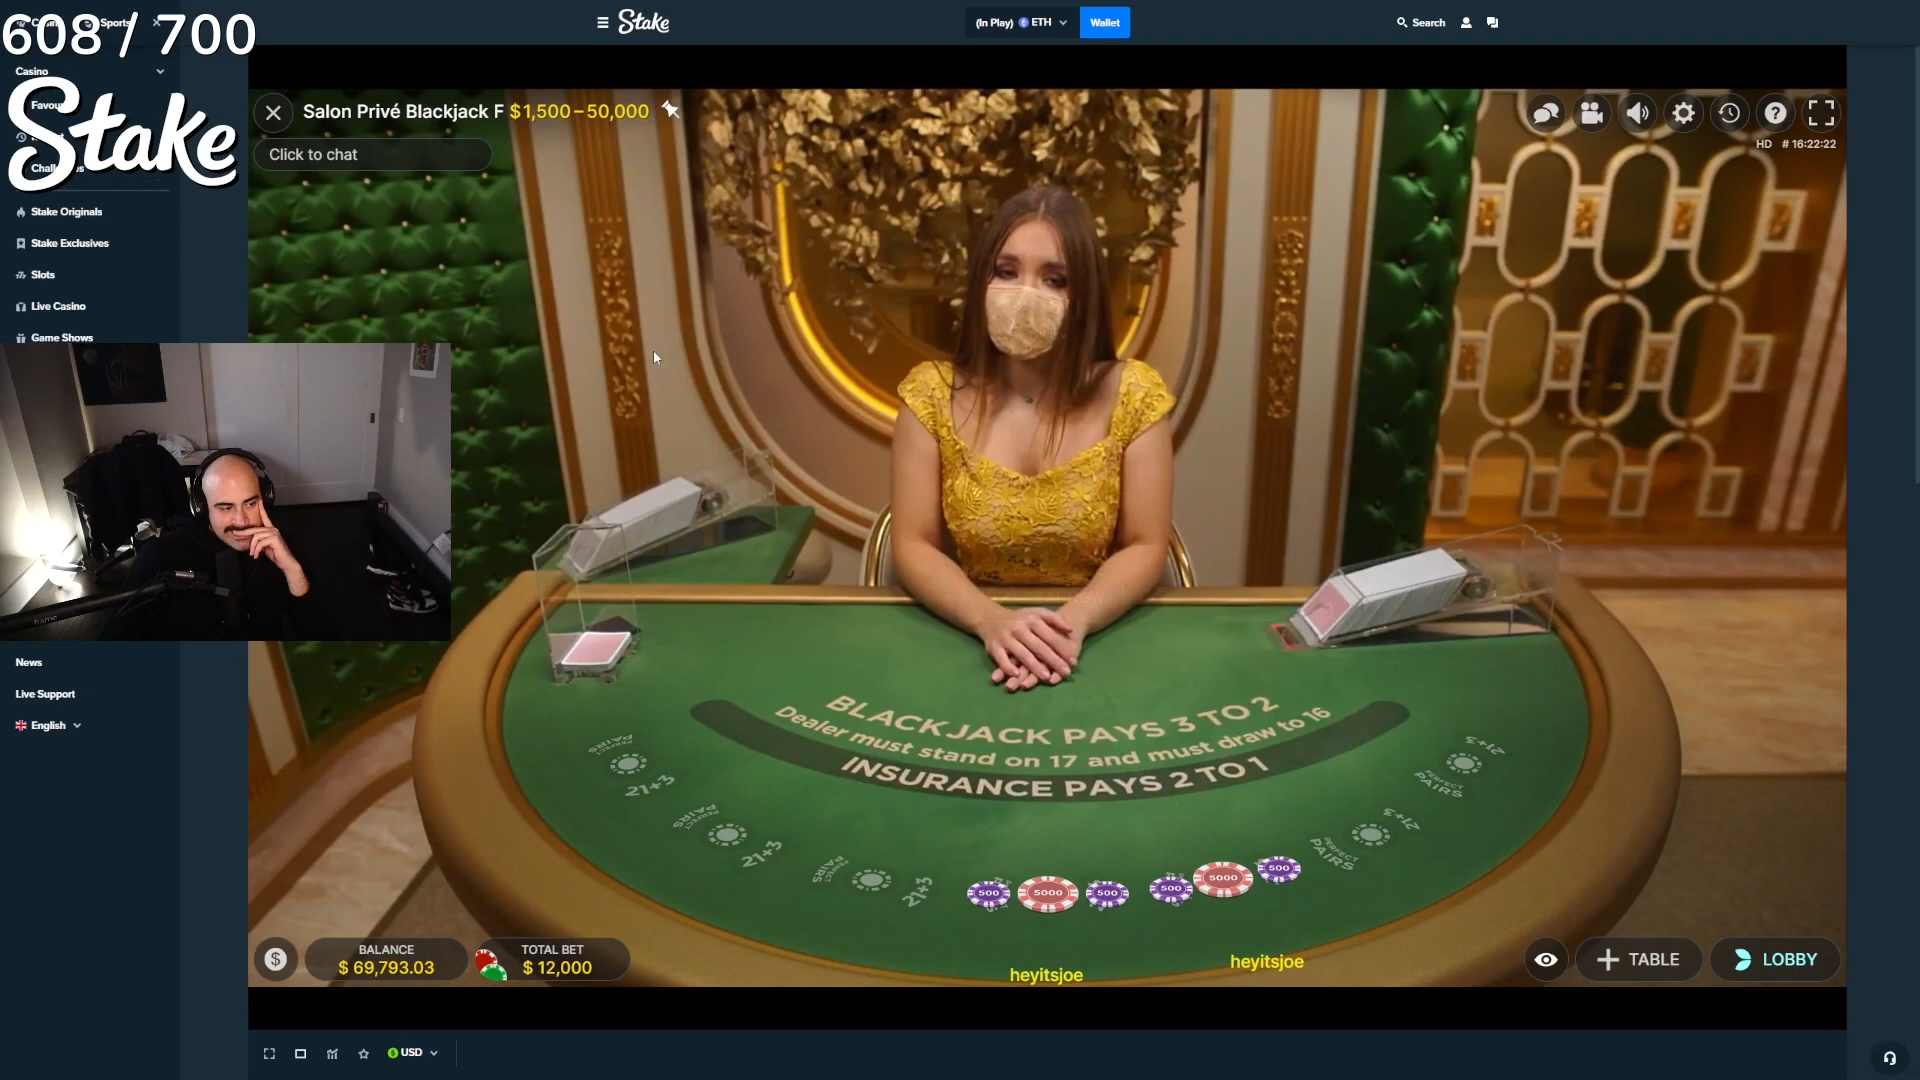 608 / 700
Sports
Stake
(In Play) ETH
Wallet
Search
Casino
Stake
Stake Originals
Stake Exclusives
Slots
Live Casino
Game Shows
News
Live Support
English
Salon Privé Blackjack F $1,500–50,000
Click to chat
HD # 16:22:22
BLACKJACK PAYS 3 TO 2
Dealer must stand on 17 and must draw to 16
INSURANCE PAYS 2 TO 1
PERFECT PAIRS
21+3
PAIRS
21+3
PAIRS
21+3
500
5000
500
500
5000
500
21+3
PERFECT PAIRS
21+3
PERFECT PAIRS
heyitsjoe
heyitsjoe
BALANCE
$ 69,793.03
TOTAL BET
$ 12,000
TABLE
LOBBY
USD